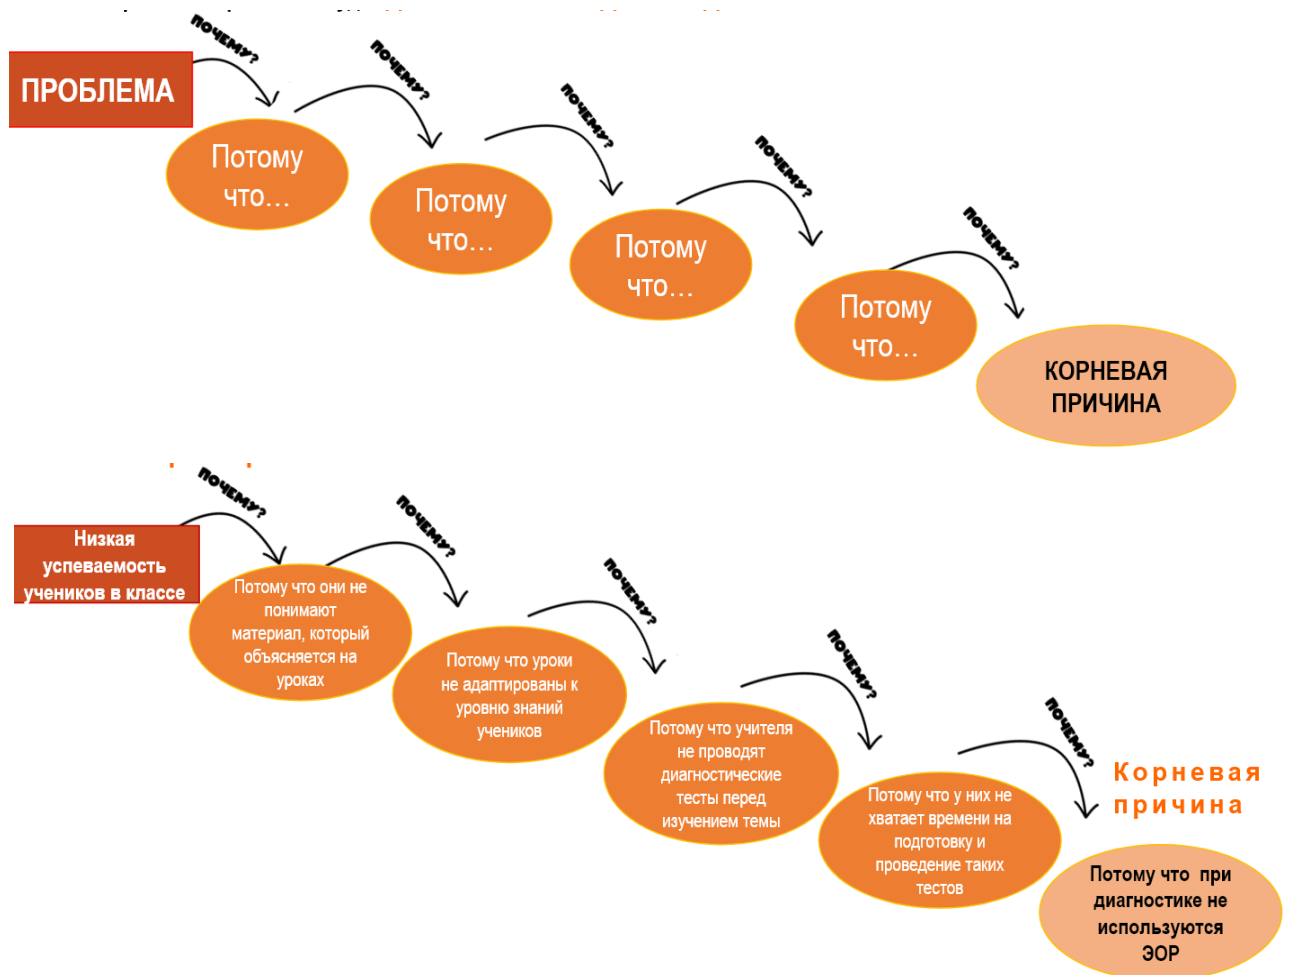 ПОЧЕМУ?
ПОЧЕМУ?
ПОЧЕМУ?
ПОЧЕМУ?
ПОЧЕМУ?
ПРОБЛЕМА
Потому
что...
Потому
что...
Потому
что...
Потому
что...
КОРНЕВАЯ
ПРИЧИНА
ПОЧЕМУ?
ПОЧЕМУ?
ПОЧЕМУ?
ПОЧЕМУ?
ПОЧЕМУ?
Низкая
успеваемость
учеников в классе
Потому что они не
понимают
материал, который
объясняется на
уроках
Потому что уроки
не адаптированы к
уровню знаний
учеников
Потому что учителя
не проводят
диагностические
тесты перед
изучением темы
Потому что у них не
хватает времени на
подготовку и
проведение таких
тестов
Корневая
причина
Потому что при
диагностике не
используются
ЭОР